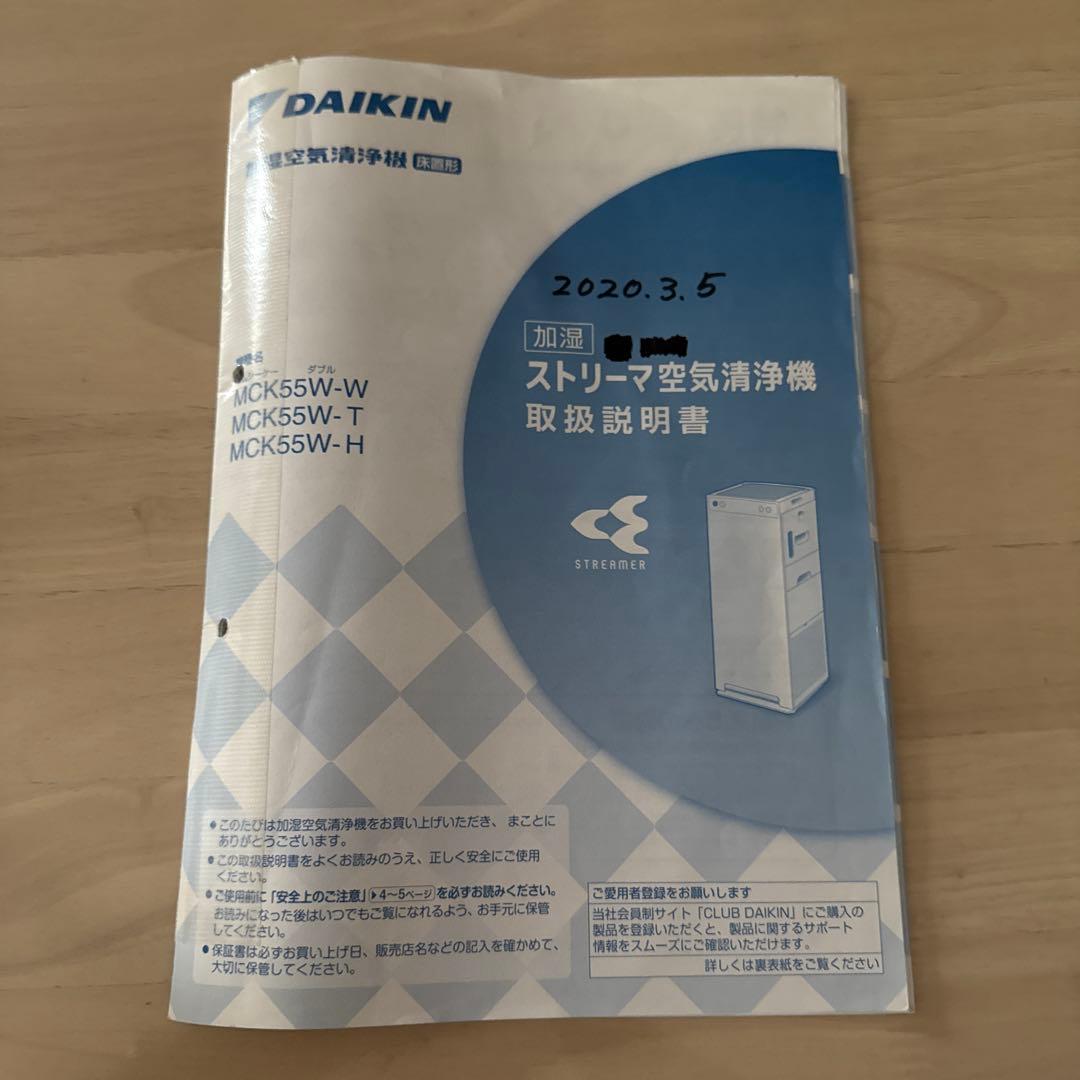 DAIKIN
加湿空気清浄機 床置形
2020.3.5
加湿
ストリーマ空気清浄機
取扱説明書
ダブル
MCK55W-W
MCK55W-T
MCK55W-H
STREAMER
●このたびは加湿空気清浄機をお買い上げいただき、まことに
ありがとうございます。
●この取扱説明書をよくお読みのうえ、正しく安全にご使用
ください。
●ご使用前に「安全上のご注意」▶4~5ページを必ずお読みください。
お読みになった後はいつでもご覧になれるよう、お手元に保管
してください。
●保証書は必ずお買い上げ日、販売店名などの記入を確かめて、
大切に保管してください。
ご愛用者登録をお願いします
当社会員制サイト「CLUB DAIKIN」にご購入の
製品を登録いただくと、製品に関するサポート
情報をスムーズにご確認いただけます。
詳しくは裏表紙をご覧ください